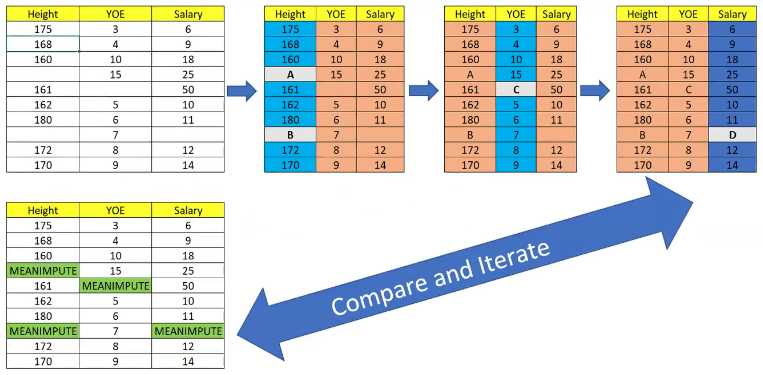 Height YOE Salary
175 3 6
168 4 9
160 10 18
15 25
161 50
162 5 10
180 6 11
7
172 8 12
170 9 14
Height YOE Salary
175 3 6
168 4 9
160 10 18
A 15 25
161 50
162 5 10
180 6 11
B 7
172 8 12
170 9 14
Height YOE Salary
175 3 6
168 4 9
160 10 18
A 15 25
161 C 50
162 5 10
180 6 11
B 7
172 8 12
170 9 14
Height YOE Salary
175 3 6
168 4 9
160 10 18
A 15 25
161 C 50
162 5 10
180 6 11
B 7 D
172 8 12
170 9 14
Height YOE Salary
175 3 6
168 4 9
160 10 18
MEANIMPUTE 15 25
161 MEANIMPUTE 50
162 5 10
180 6 11
MEANIMPUTE 7 MEANIMPUTE
172 8 12
170 9 14
Compare and Iterate